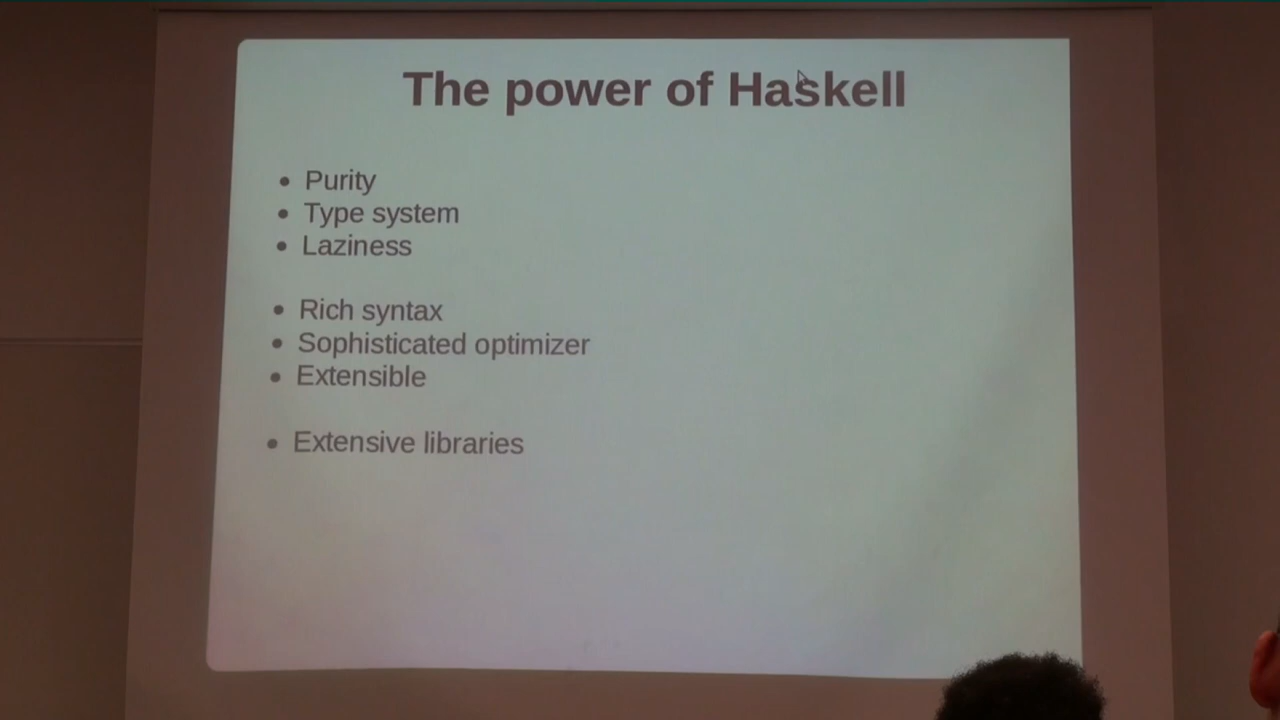 The power of Haskell
• Purity
• Type system
• Laziness
• Rich syntax
• Sophisticated optimizer
• Extensible
• Extensive libraries